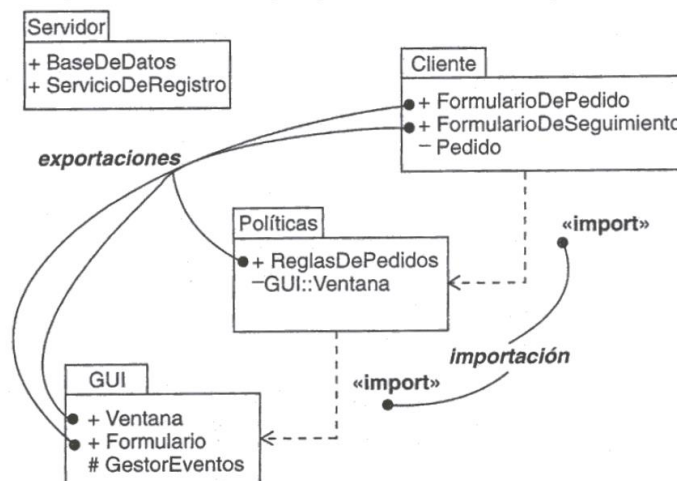 Servidor
+ BaseDeDatos
+ ServicioDeRegistro
Cliente
+ FormularioDePedido
+ FormularioDeSeguimiento
– Pedido
exportaciones
Políticas
+ ReglasDePedidos
–GUI::Ventana
«import»
importación
«import»
GUI
+ Ventana
+ Formulario
# GestorEventos